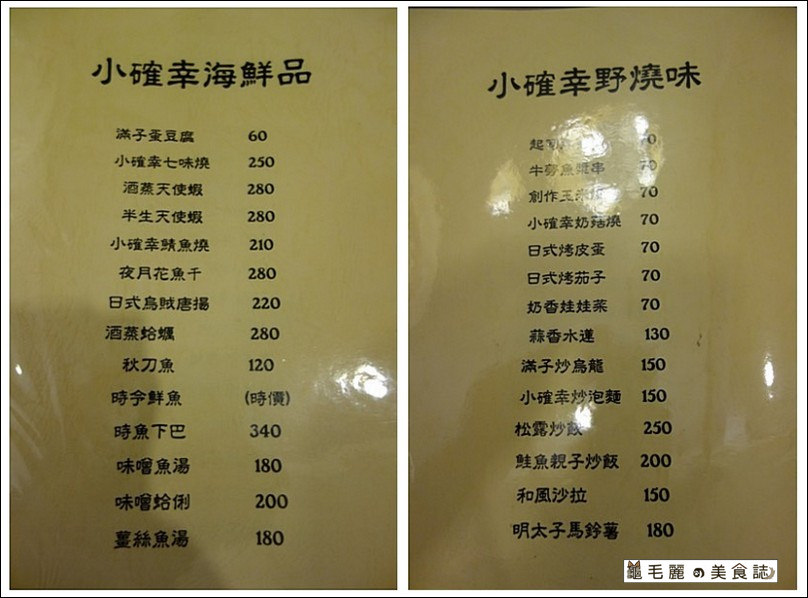 小確幸海鮮品
滿子蛋豆腐 60
小確幸七味燒 250
酒蒸天使蝦 280
半生天使蝦 280
小確幸鯖魚燒 210
夜月花魚干 280
日式烏賊唐揚 220
酒蒸蛤蠣 280
秋刀魚 120
時令鮮魚 (時價)
時魚下巴 340
味噌魚湯 180
味噌蛤俐 200
薑絲魚湯 180
小確幸野燒味
起司 70
牛蒡魚漿串 70
創作玉米 70
小確幸奶菇燒 70
日式烤皮蛋 70
日式烤茄子 70
奶香娃娃菜 70
蒜香水蓮 130
滿子炒烏龍 150
小確幸炒泡麵 150
松露炒飯 250
鮭魚親子炒飯 200
和風沙拉 150
明太子馬鈴薯 180
龜毛麗の美食誌